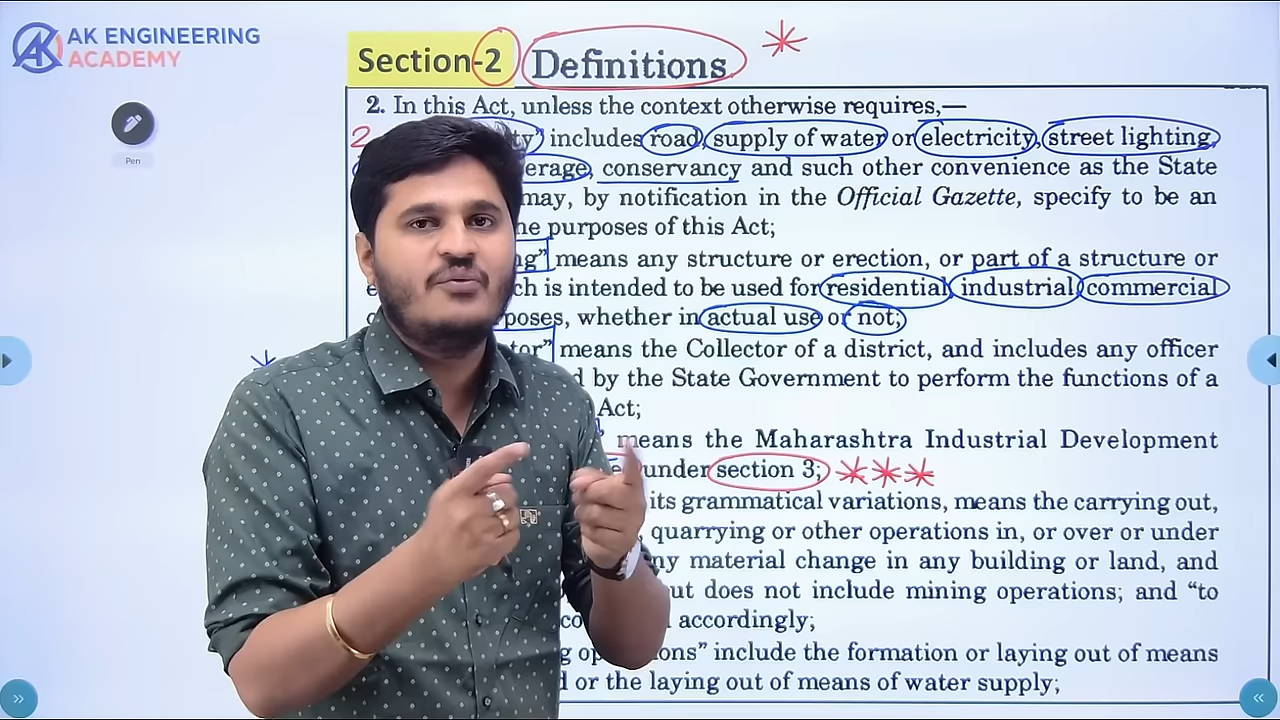 AK ENGINEERING
ACADEMY
AK
Pen
Section-2 Definitions
2. In this Act, unless the context otherwise requires,—
includes road, supply of water or electricity, street lighting,
conservancy and such other convenience as the State
may, by notification in the Official Gazette, specify to be an
purposes of this Act;
means any structure or erection, or part of a structure or
is intended to be used for residential, industrial, commercial
whether in actual use or not;
means the Collector of a district, and includes any officer
by the State Government to perform the functions of a
Act;
means the Maharashtra Industrial Development
under section 3;
its grammatical variations, means the carrying out,
quarrying or other operations in, or over or under
material change in any building or land, and
does not include mining operations; and “to
accordingly;
include the formation or laying out of means
or the laying out of means of water supply;